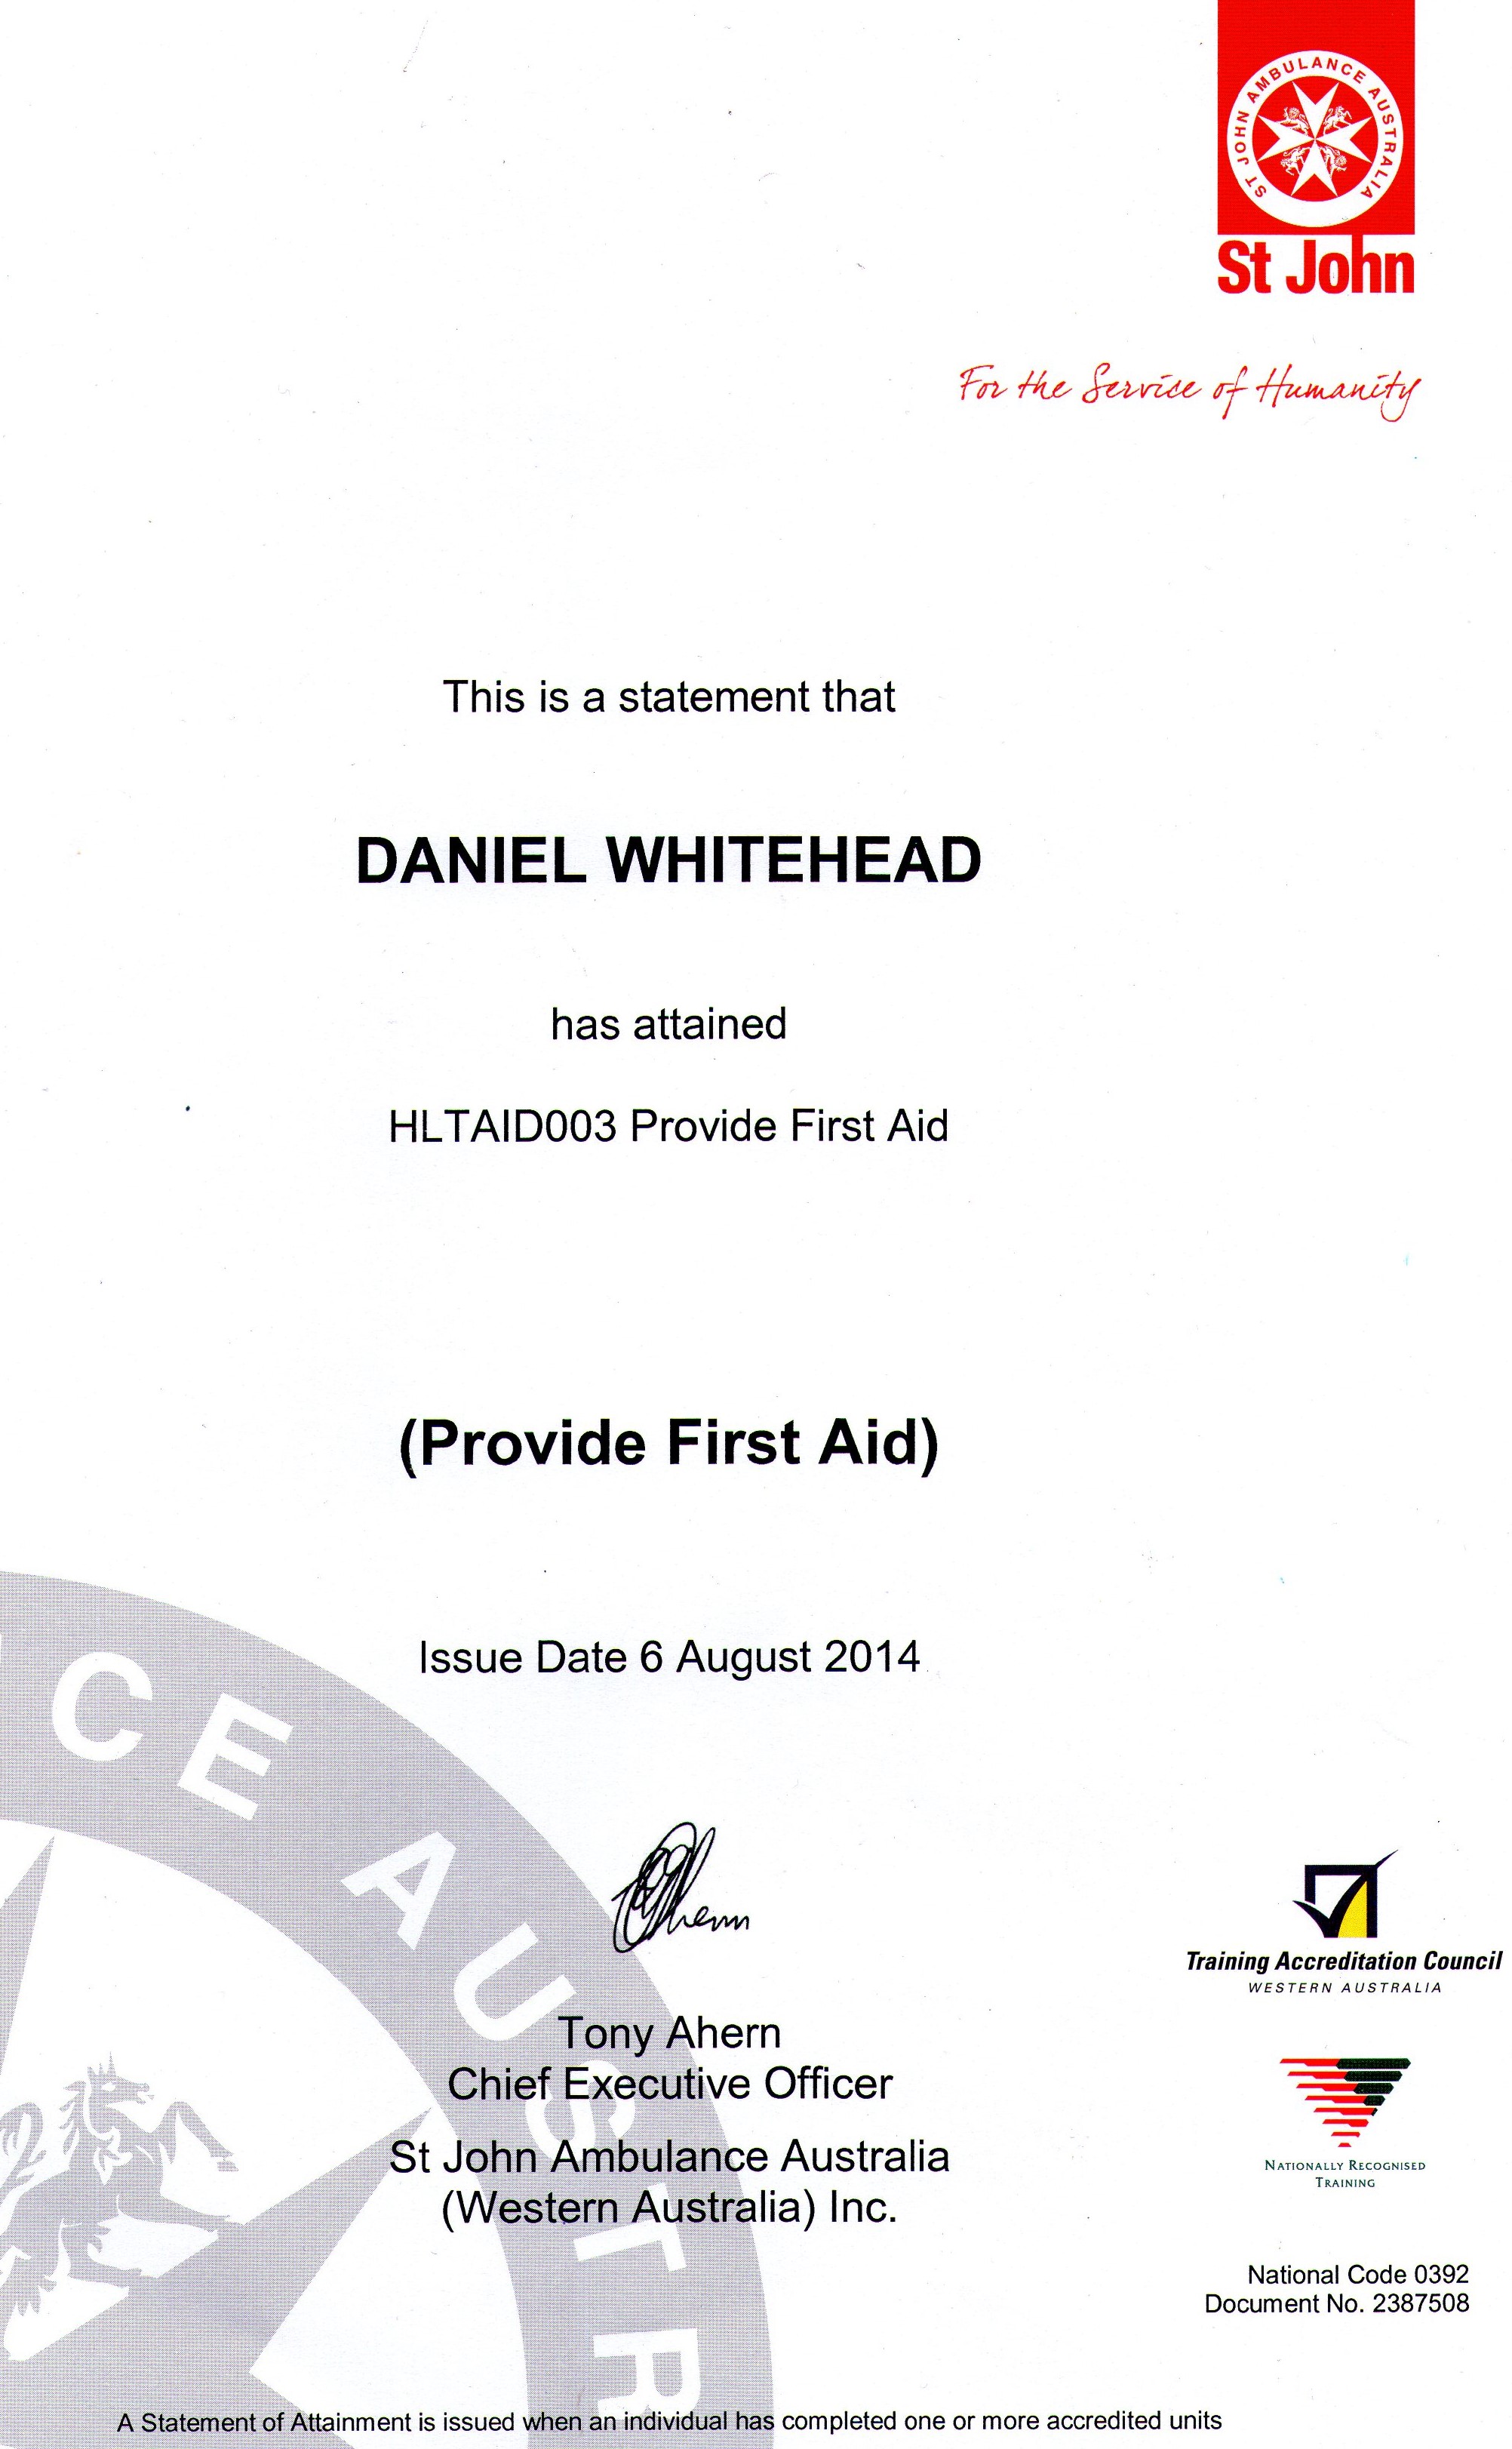 ST JOHN AMBULANCE AUSTRALIA
St John
For the Service of Humanity
This is a statement that
DANIEL WHITEHEAD
has attained
HLTAID003 Provide First Aid
(Provide First Aid)
Issue Date 6 August 2014
CE AUSTR
Ahern
Tony Ahern
Chief Executive Officer
St John Ambulance Australia
(Western Australia) Inc.
Training Accreditation Council
WESTERN AUSTRALIA
NATIONALLY RECOGNISED
TRAINING
National Code 0392
Document No. 2387508
A Statement of Attainment is issued when an individual has completed one or more accredited units